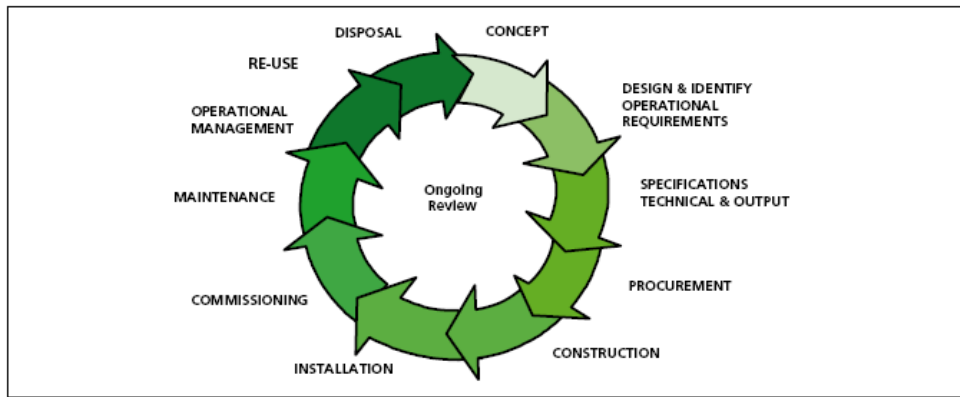 CONCEPT
DESIGN & IDENTIFY
OPERATIONAL
REQUIREMENTS
SPECIFICATIONS
TECHNICAL & OUTPUT
PROCUREMENT
CONSTRUCTION
INSTALLATION
COMMISSIONING
MAINTENANCE
OPERATIONAL
MANAGEMENT
RE-USE
DISPOSAL
Ongoing
Review